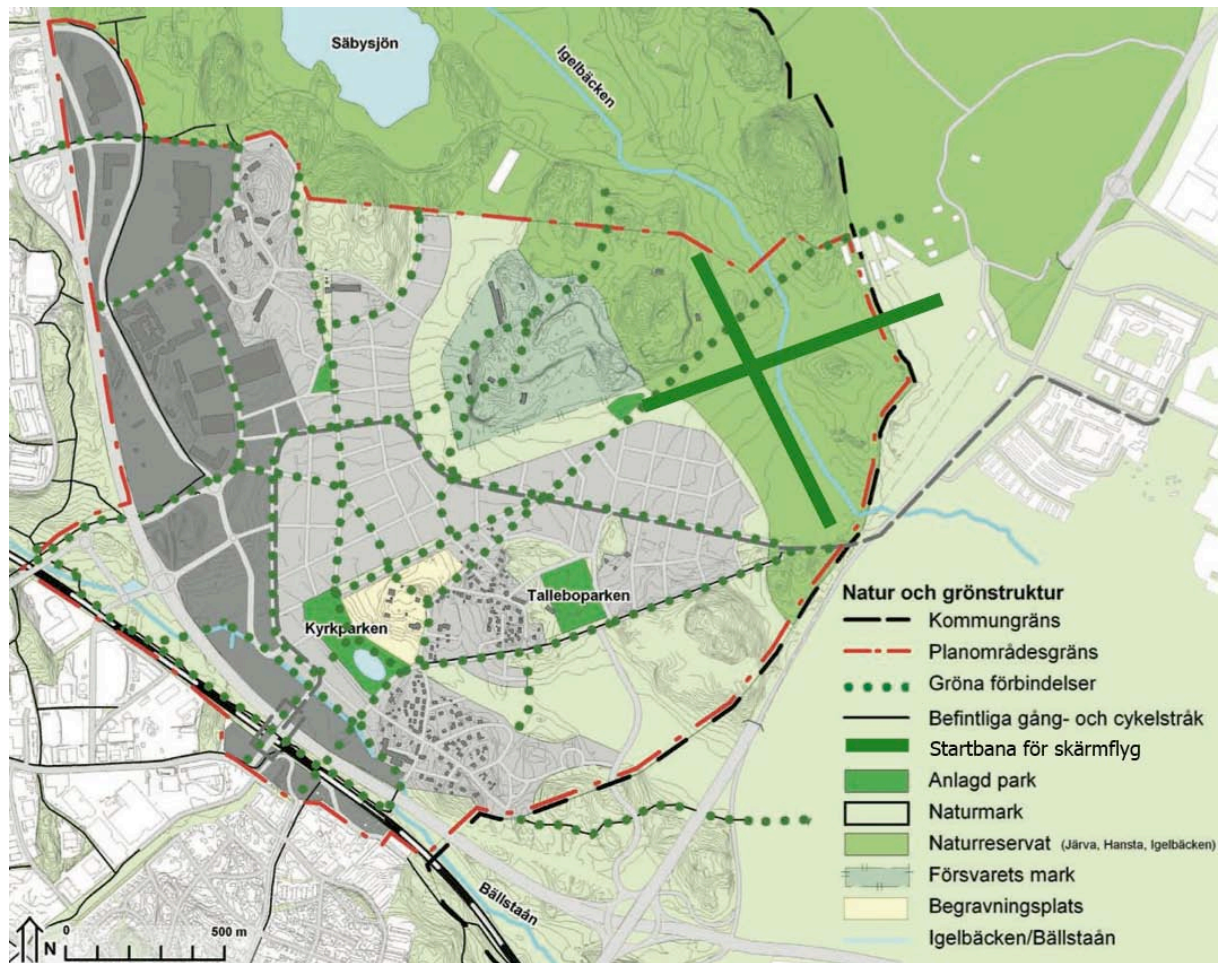 Säbysjön
Igelbäcken
Talleboparken
Kyrkparken
Bällstaån
0 500 m
N
Natur och grönstruktur
Kommungräns
Planområdesgräns
Gröna förbindelser
Befintliga gång- och cykelstråk
Startbana för skärmflyg
Anlagd park
Naturmark
Naturreservat (Järva, Hansta, Igelbäcken)
Försvarets mark
Begravningsplats
Igelbäcken/Bällstaån